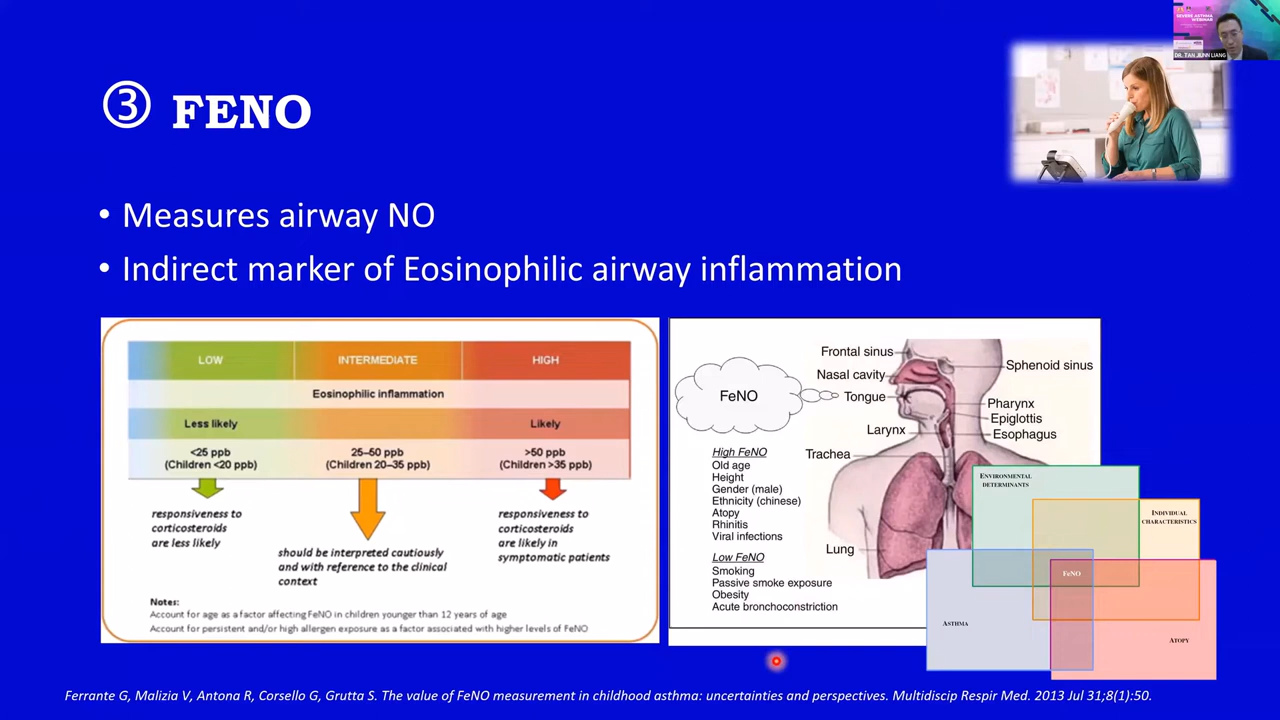 SEVERE ASTHMA
WEBINAR
DR. TAN JIUNN LIANG
③ FENO
• Measures airway NO
• Indirect marker of Eosinophilic airway inflammation
LOW
INTERMEDIATE
HIGH
Eosinophilic inflammation
Less likely
Likely
<25 ppb
(Children <20 ppb)
25–50 ppb
(Children 20–35 ppb)
>50 ppb
(Children >35 ppb)
responsiveness to
corticosteroids
are less likely
should be interpreted cautiously
and with reference to the clinical
context
responsiveness to
corticosteroids
are likely in
symptomatic patients
Notes:
Account for age as a factor affecting FeNO in children younger than 12 years of age
Account for persistent and/or high allergen exposure as a factor associated with higher levels of FeNO
FeNO
High FeNO
Old age
Height
Gender (male)
Ethnicity (chinese)
Atopy
Rhinitis
Viral infections
Low FeNO
Smoking
Passive smoke exposure
Obesity
Acute bronchoconstriction
Frontal sinus
Nasal cavity
Tongue
Larynx
Trachea
Lung
Sphenoid sinus
Pharynx
Epiglottis
Esophagus
ENVIRONMENTAL
DETERMINANTS
INDIVIDUAL
CHARACTERISTICS
FeNO
ASTHMA
ATOPY
Ferrante G, Malizia V, Antona R, Corsello G, Grutta S. The value of FeNO measurement in childhood asthma: uncertainties and perspectives. Multidiscip Respir Med. 2013 Jul 31;8(1):50.